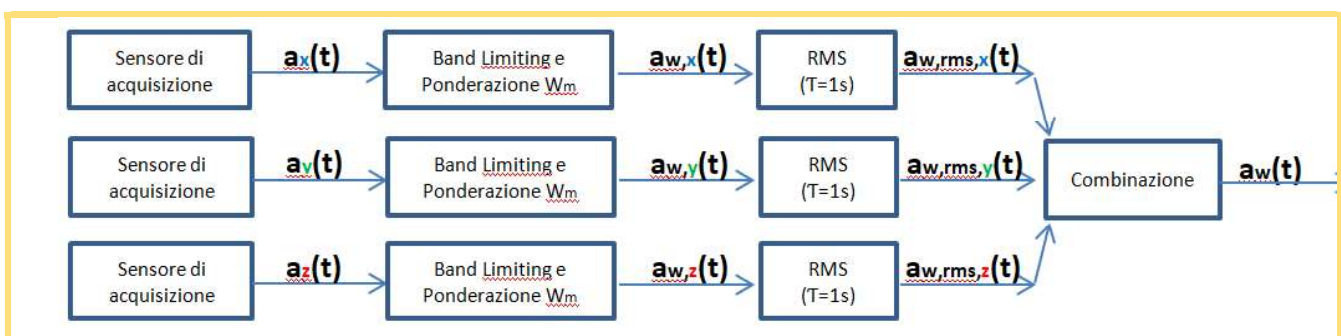 Sensore di
acquisizione
ax(t)
Band Limiting e
Ponderazione Wm
aw,x(t)
RMS
(T=1s)
aw,rms,x(t)
Sensore di
acquisizione
ay(t)
Band Limiting e
Ponderazione Wm
aw,y(t)
RMS
(T=1s)
aw,rms,y(t)
Combinazione
aw(t)
Sensore di
acquisizione
az(t)
Band Limiting e
Ponderazione Wm
aw,z(t)
RMS
(T=1s)
aw,rms,z(t)